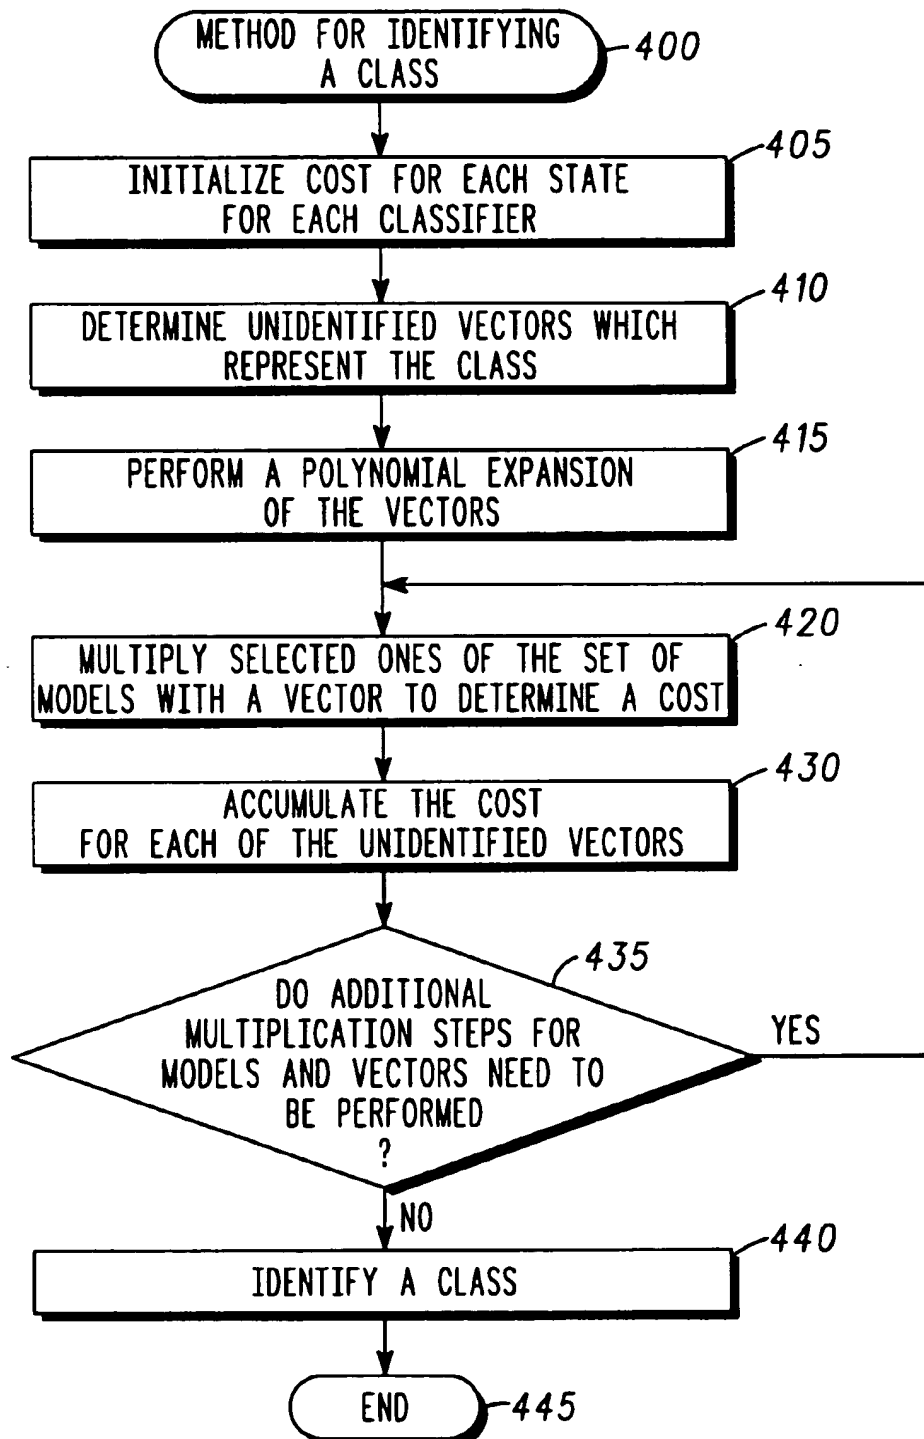 METHOD FOR IDENTIFYING
A CLASS
400
405
INITIALIZE COST FOR EACH STATE
FOR EACH CLASSIFIER
410
DETERMINE UNIDENTIFIED VECTORS WHICH
REPRESENT THE CLASS
415
PERFORM A POLYNOMIAL EXPANSION
OF THE VECTORS
420
MULTIPLY SELECTED ONES OF THE SET OF
MODELS WITH A VECTOR TO DETERMINE A COST
430
ACCUMULATE THE COST
FOR EACH OF THE UNIDENTIFIED VECTORS
435
DO ADDITIONAL
MULTIPLICATION STEPS FOR
MODELS AND VECTORS NEED TO
BE PERFORMED
?
YES
NO
440
IDENTIFY A CLASS
END
445